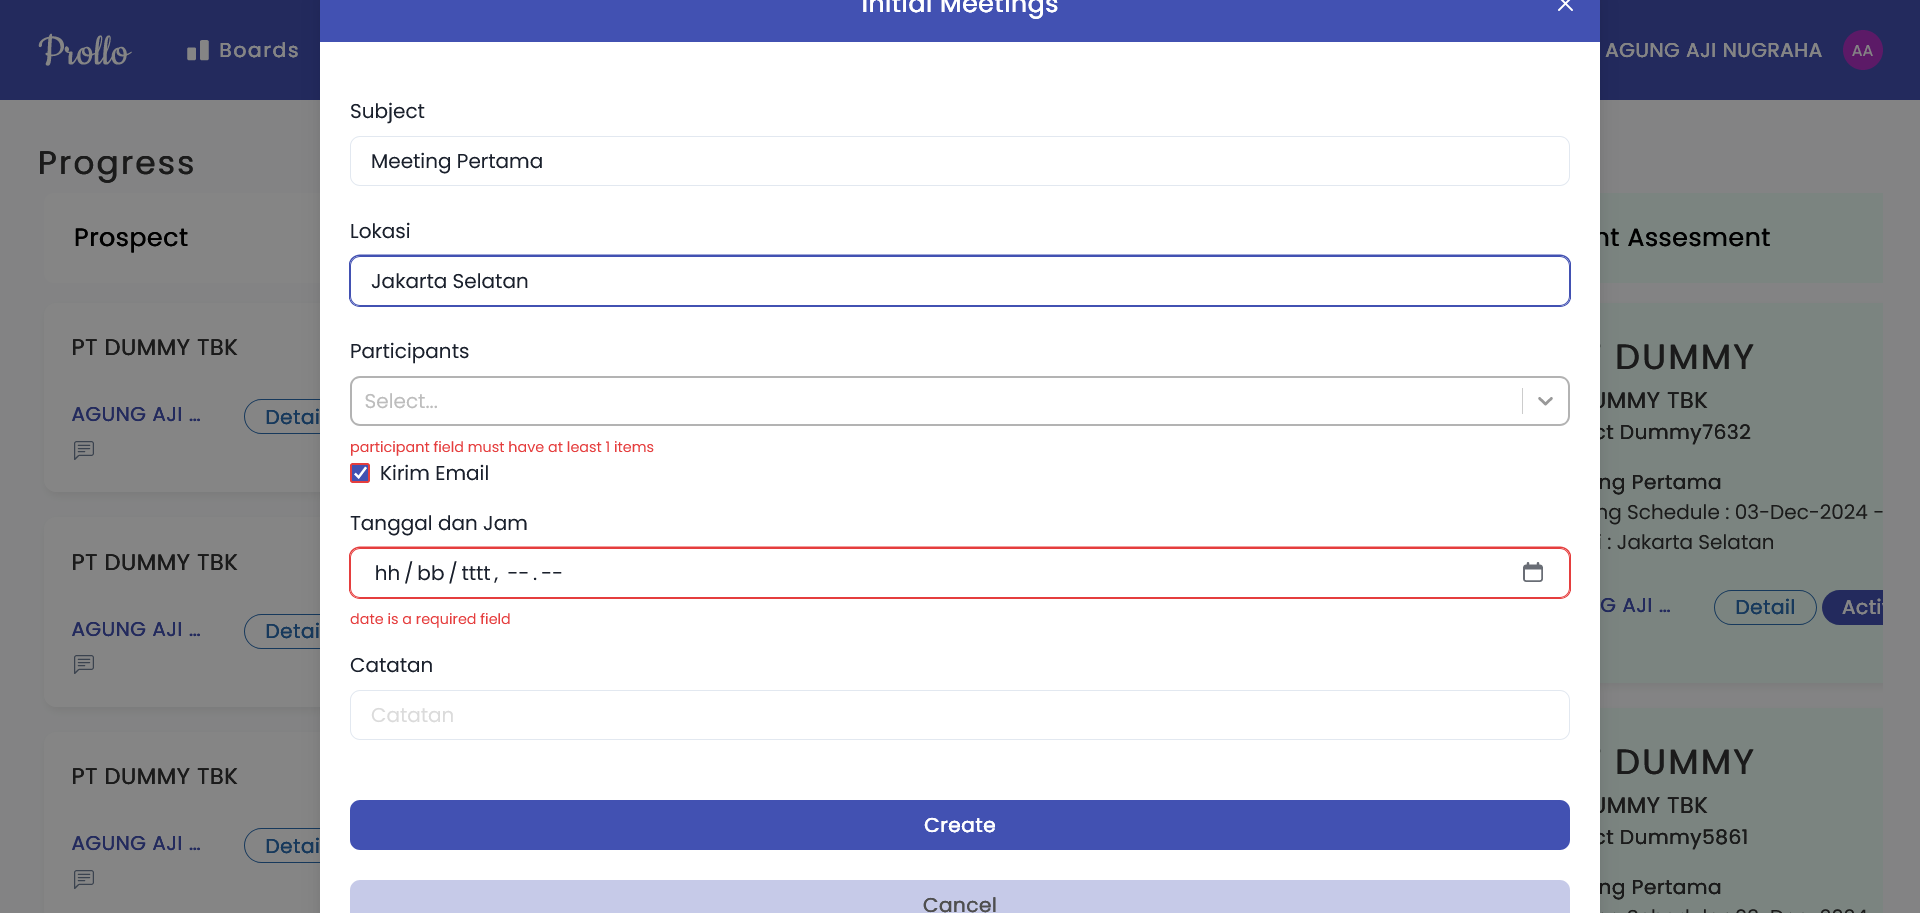 Initial Meetings
Prollo
Boards
AGUNG AJI NUGRAHA
AA
Progress
Prospect
PT DUMMY TBK
AGUNG AJI ...
Detai
PT DUMMY TBK
AGUNG AJI ...
Detai
PT DUMMY TBK
AGUNG AJI ...
Detai
Subject
Meeting Pertama
Lokasi
Jakarta Selatan
Participants
Select...
participant field must have at least 1 items
Kirim Email
Tanggal dan Jam
hh/bb/tttt, --.--
date is a required field
Catatan
Catatan
Create
Cancel
nt Assesment
DUMMY
UMMY TBK
ct Dummy7632
ng Pertama
ng Schedule : 03-Dec-2024 -
i : Jakarta Selatan
G AJI ...
Detail
Acti
DUMMY
UMMY TBK
ct Dummy5861
ng Pertama